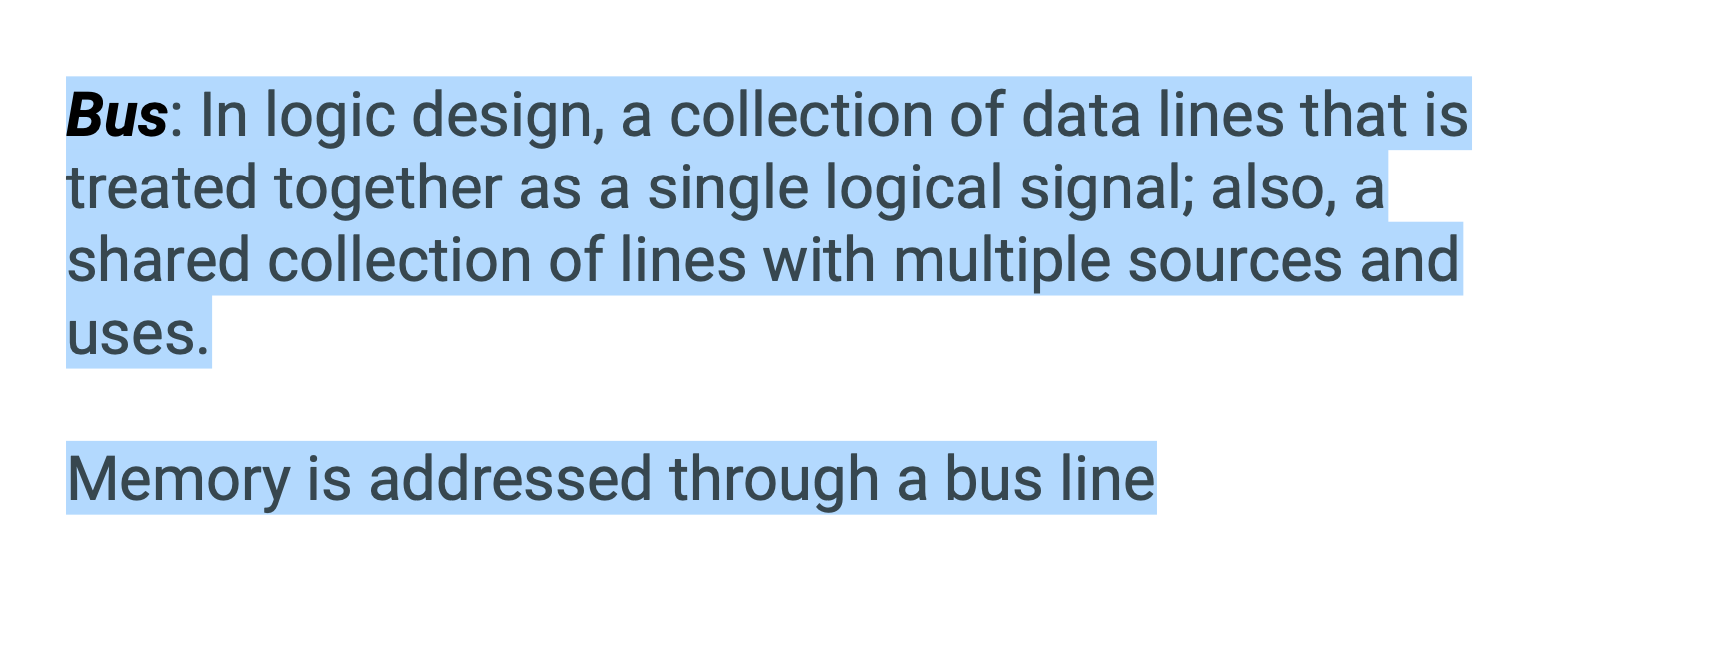 Bus: In logic design, a collection of data lines that is
treated together as a single logical signal; also, a
shared collection of lines with multiple sources and
uses.
Memory is addressed through a bus line